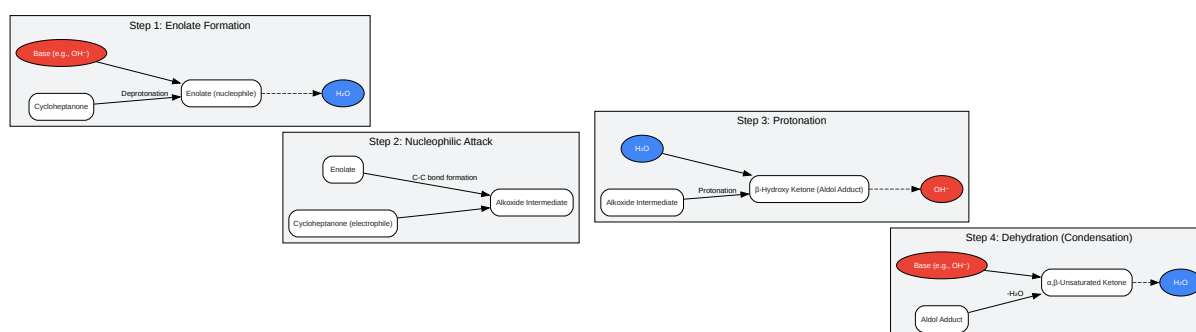 Step 1: Enolate Formation
Base (e.g., OH⁻)
Deprotonation
Enolate (nucleophile)
H₂O
Cycloheptanone
Step 2: Nucleophilic Attack
Enolate
C-C bond formation
Alkoxide Intermediate
Cycloheptanone (electrophile)
Step 3: Protonation
H₂O
Protonation
β-Hydroxy Ketone (Aldol Adduct)
OH⁻
Alkoxide Intermediate
Step 4: Dehydration (Condensation)
Base (e.g., OH⁻)
-H₂O
α,β-Unsaturated Ketone
H₂O
Aldol Adduct